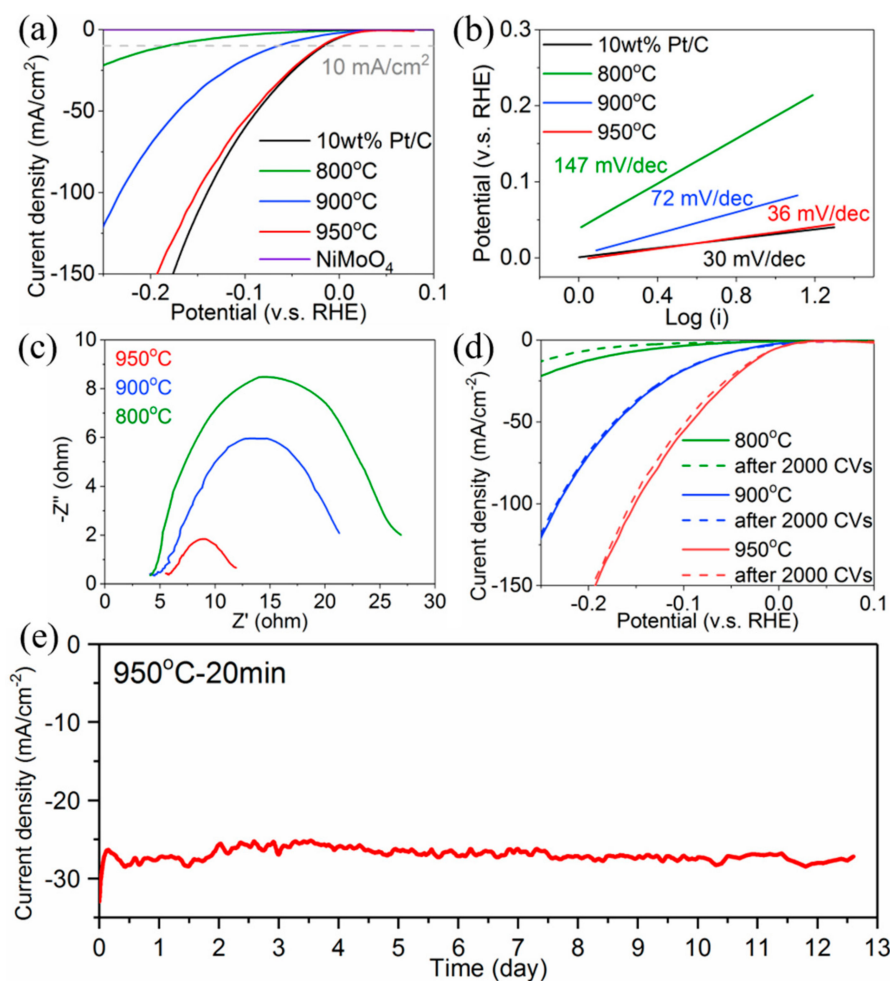 (a)
0
-50
-100
-150
Curent density (mA/cm²)
10 mA/cm²
10wt% Pt/C
800°C
900°C
950°C
NiMoO₄
-0.2
-0.1
0.0
0.1
Potential (v.s. RHE)
(b)
0.3
0.2
0.1
0.0
Potential (v.s. RHE)
10wt% Pt/C
800°C
900°C
950°C
147 mV/dec
72 mV/dec
36 mV/dec
30 mV/dec
0.0
0.4
0.8
1.2
Log (i)
(c)
10
8
6
4
2
0
-Z'' (ohm)
950°C
900°C
800°C
0
5
10
15
20
25
30
Z' (ohm)
(d)
0
-50
-100
-150
Curent density (mA/cm⁻²)
800°C
after 2000 CVs
900°C
after 2000 CVs
950°C
after 2000 CVs
-0.2
-0.1
0.0
0.1
Potential (v.s. RHE)
(e)
0
-10
-20
-30
Current density (mA/cm⁻²)
950°C-20min
0
1
2
3
4
5
6
7
8
9
10
11
12
13
Time (day)